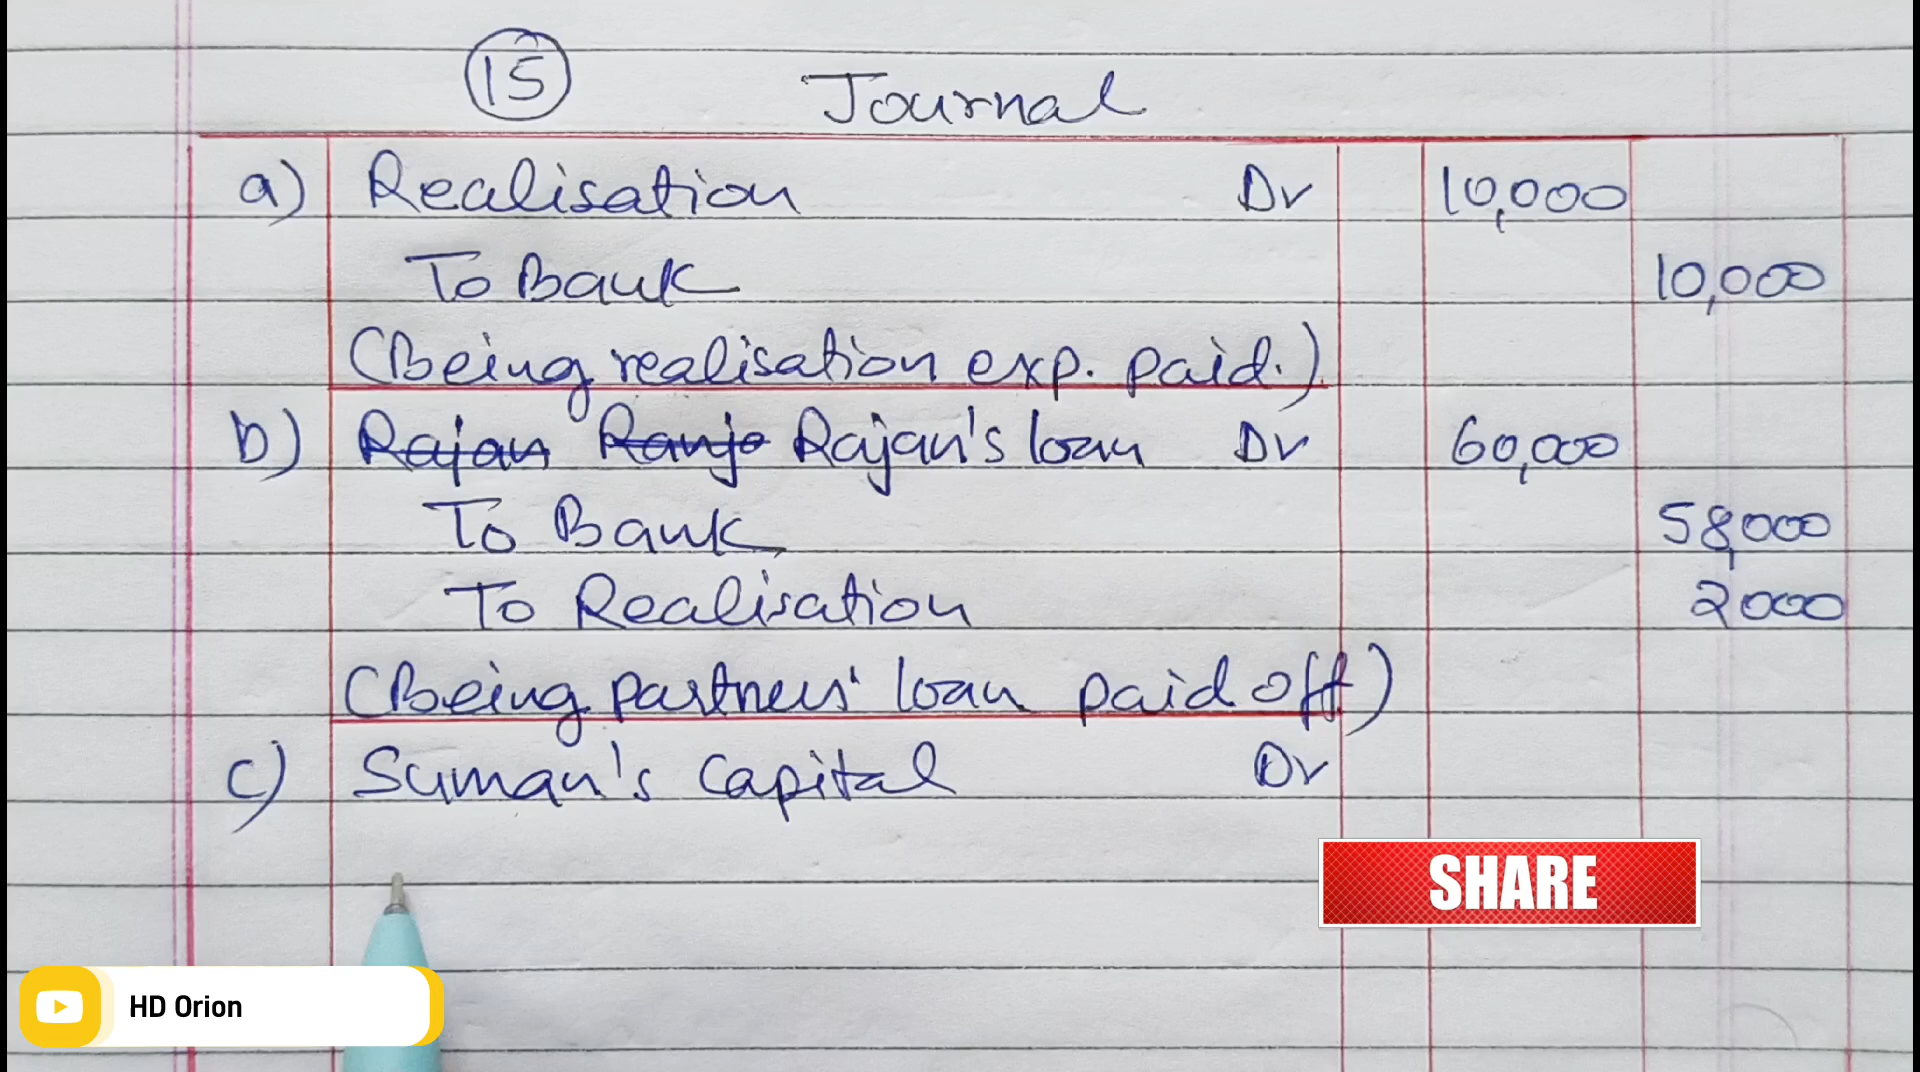 15 Journal
a) Realisation Dr 10,000
To Bank 10,000
(Being realisation exp. paid.)
b) Rajan Ranjo Rajan's loan Dr 60,000
To Bank 58,000
To Realisation 2000
(Being partners' loan paid off)
c) Suman's Capital Dr
SHARE
HD Orion